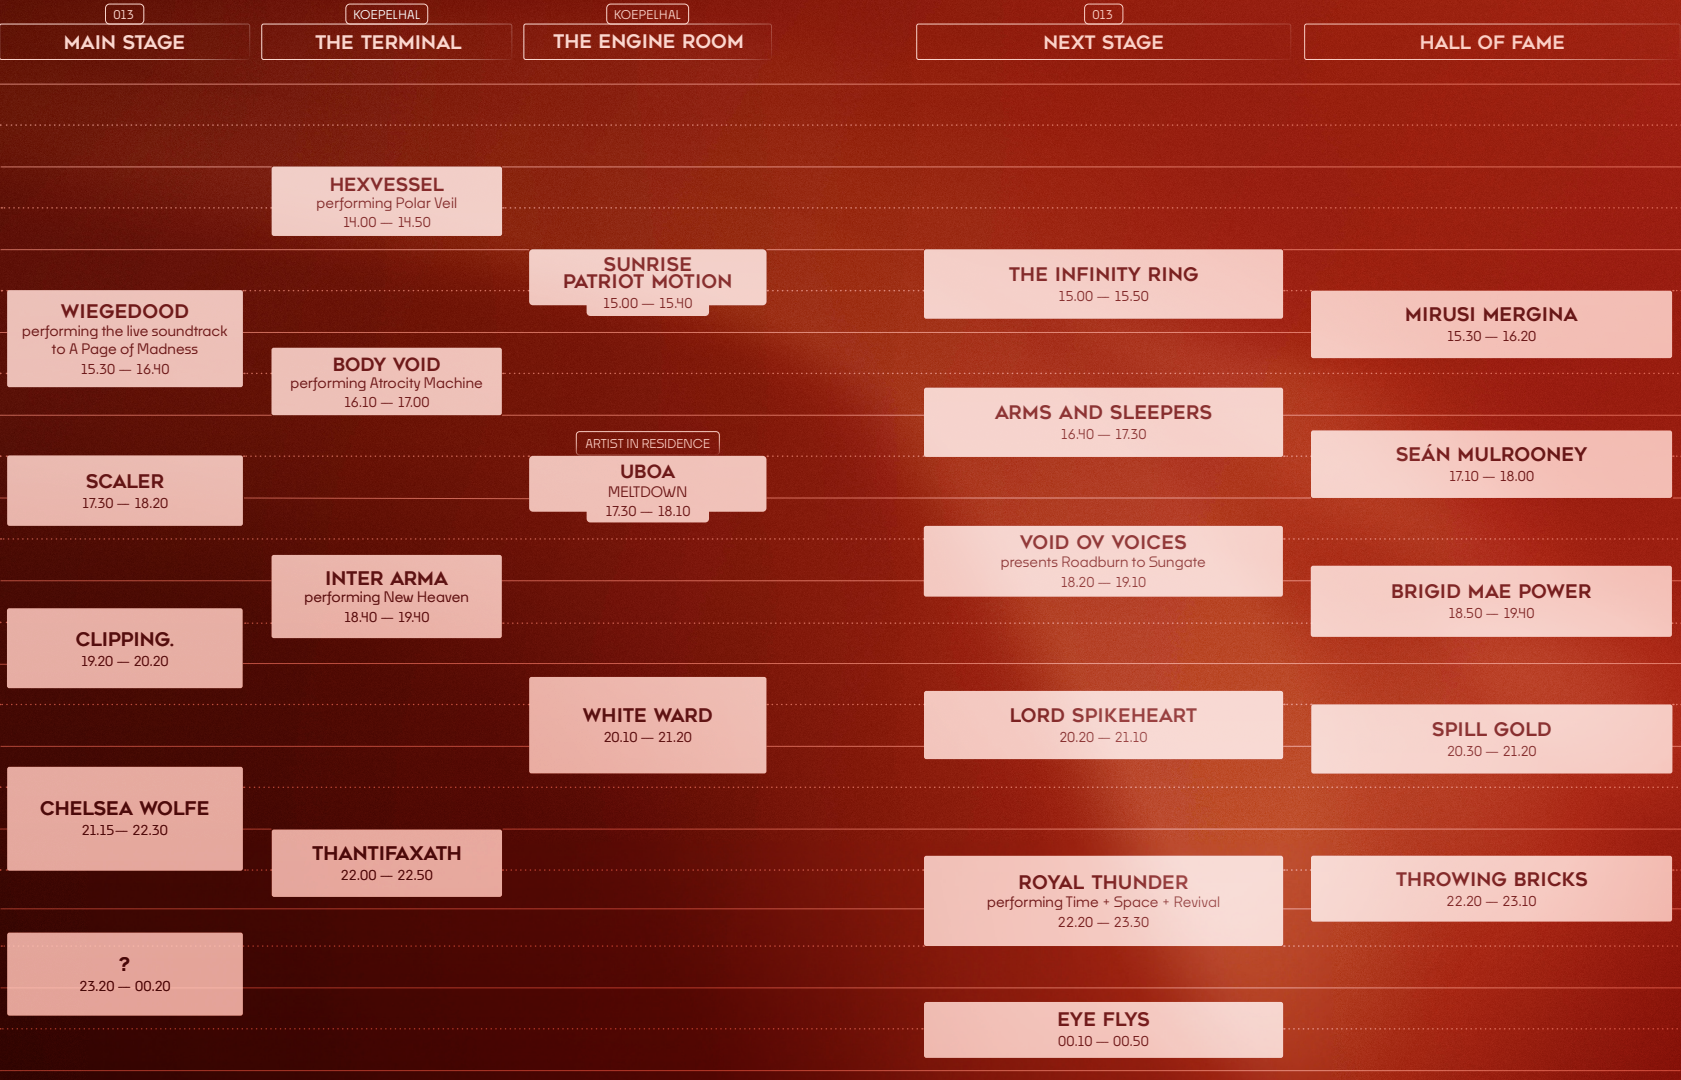 013
MAIN STAGE
KOEPELHAL
THE TERMINAL
KOEPELHAL
THE ENGINE ROOM
013
NEXT STAGE
HALL OF FAME
WIEGEDOOD
performing the live soundtrack
to A Page of Madness
15.30 — 16.40
SCALER
17.30 — 18.20
CLIPPING.
19.20 — 20.20
CHELSEA WOLFE
21.15— 22.30
?
23.20 — 00.20
HEXVESSEL
performing Polar Veil
14.00 — 14.50
BODY VOID
performing Atrocity Machine
16.10 — 17.00
INTER ARMA
performing New Heaven
18.40 — 19.40
THANTIFAXATH
22.00 — 22.50
SUNRISE
PATRIOT MOTION
15.00 — 15.40
ARTIST IN RESIDENCE
UBOA
MELTDOWN
17.30 — 18.10
WHITE WARD
20.10 — 21.20
THE INFINITY RING
15.00 — 15.50
ARMS AND SLEEPERS
16.40 — 17.30
VOID OV VOICES
presents Roadburn to Sungate
18.20 — 19.10
LORD SPIKEHEART
20.20 — 21.10
ROYAL THUNDER
performing Time + Space + Revival
22.20 — 23.30
EYE FLYS
00.10 — 00.50
MIRUSI MERGINA
15.30 — 16.20
SEÁN MULROONEY
17.10 — 18.00
BRIGID MAE POWER
18.50 — 19.40
SPILL GOLD
20.30 — 21.20
THROWING BRICKS
22.20 — 23.10